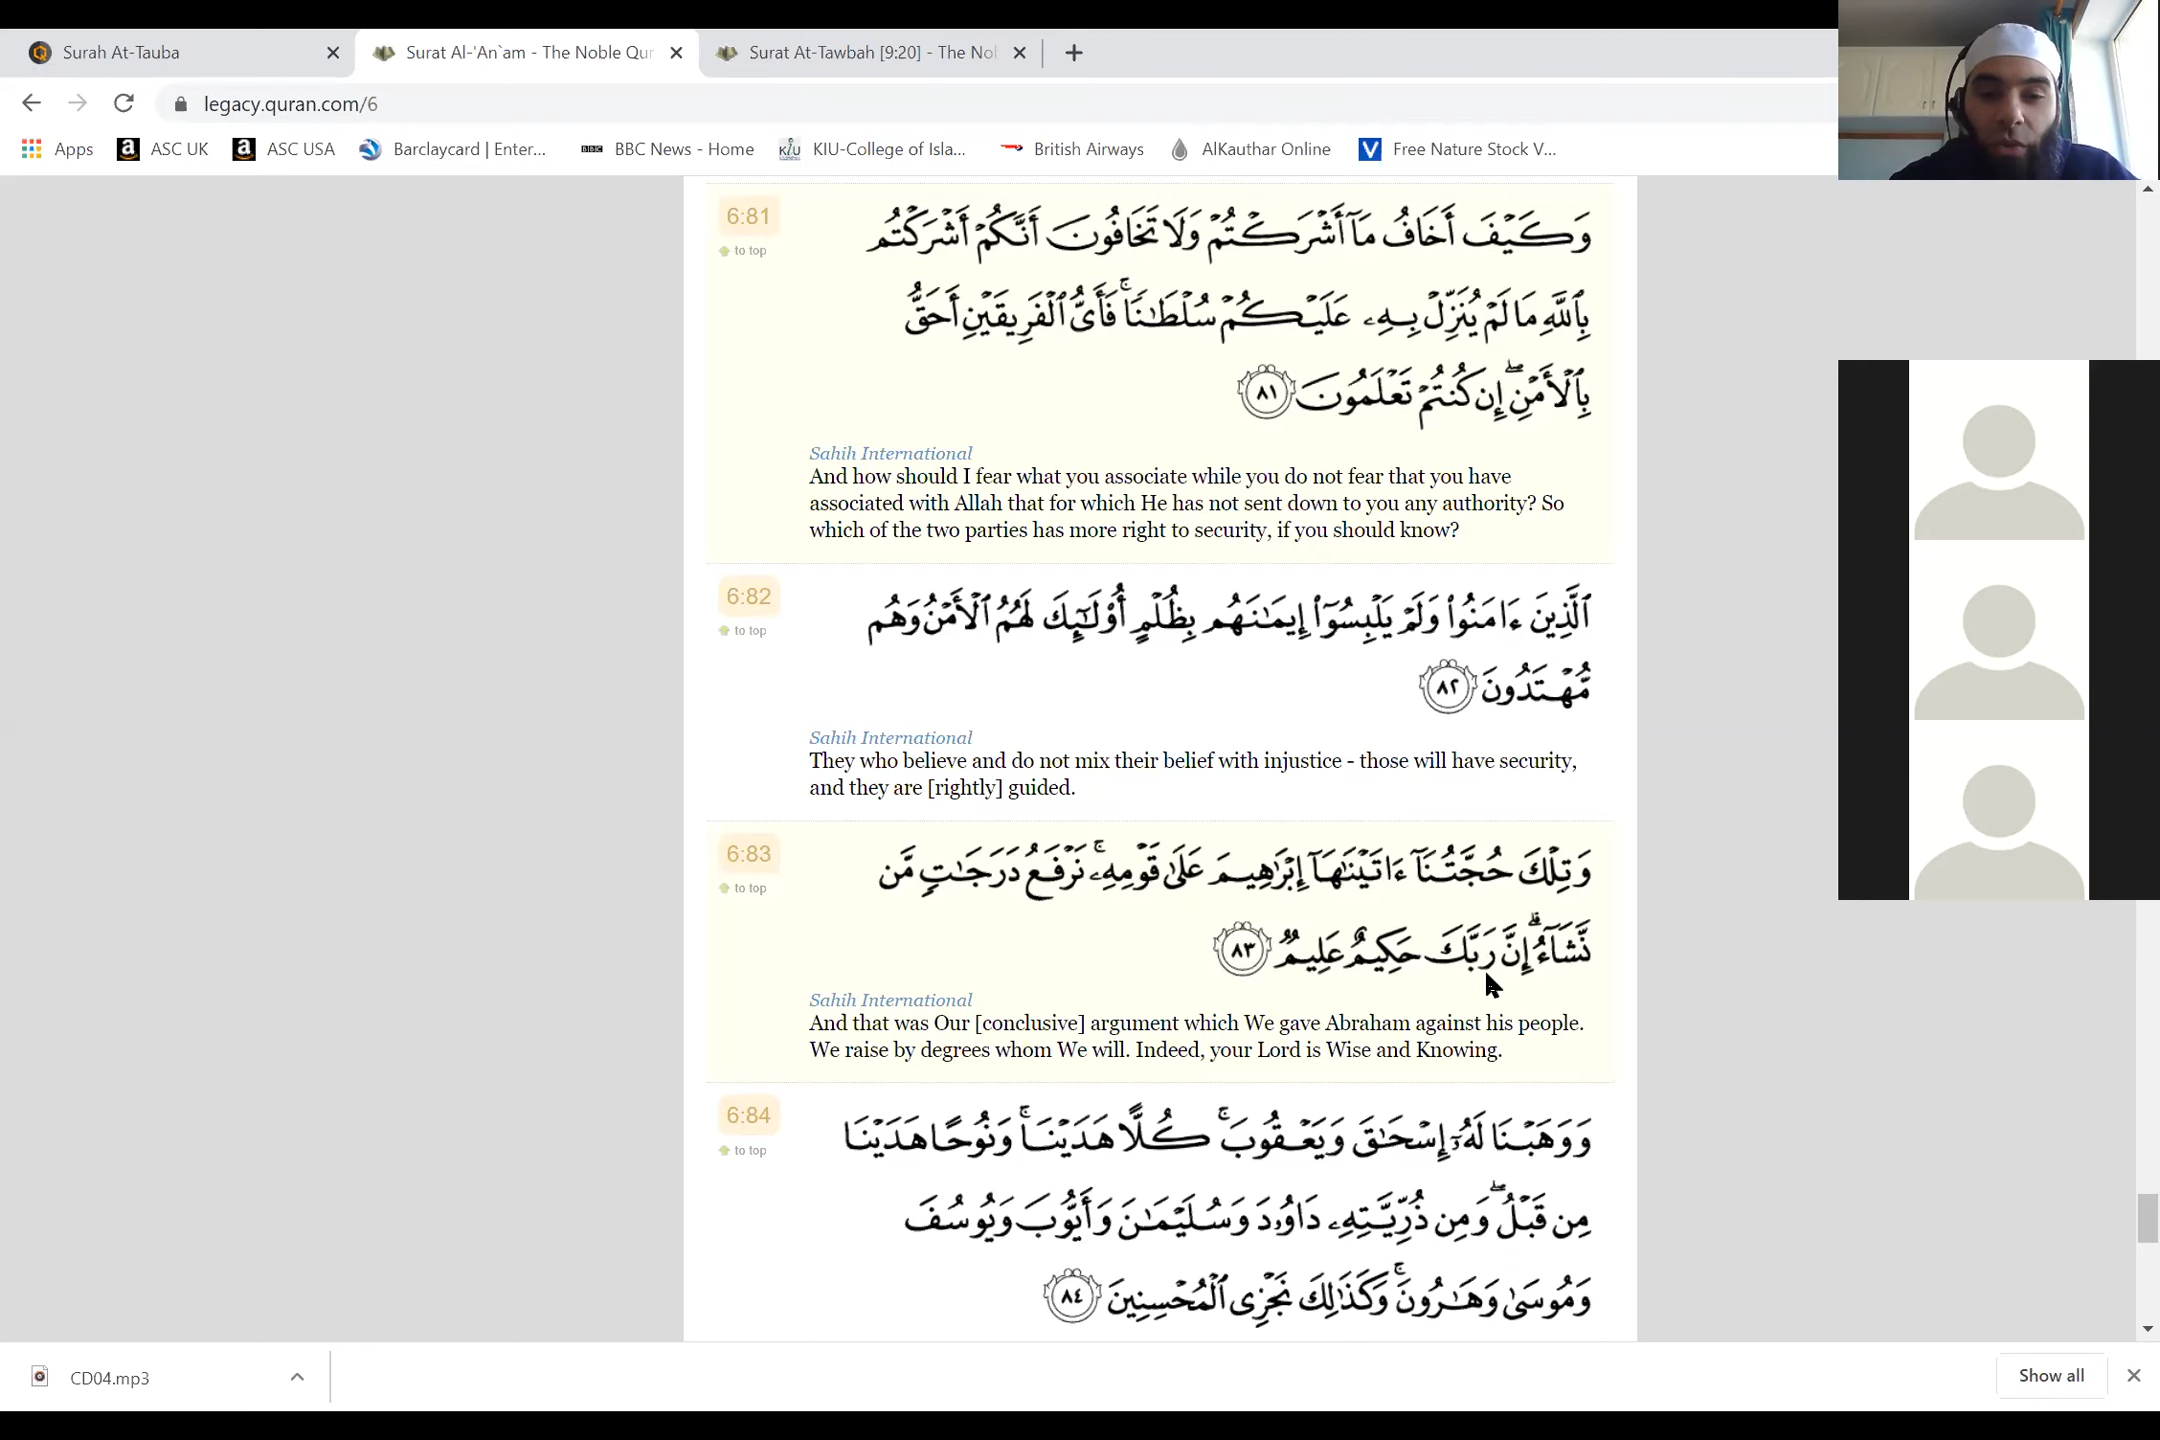 Surah At-Tauba
Surat Al-'An`am - The Noble Qur
Surat At-Tawbah [9:20] - The Nob
legacy.quran.com/6
Apps
ASC UK
ASC USA
Barclaycard | Enter...
BBC
BBC News - Home
KIU
KIU-College of Isla...
British Airways
AlKauthar Online
V
Free Nature Stock V...
6:81
to top
وَكَيْفَ أَخَافُ مَآ أَشْرَكْتُمْ وَلَا تَخَافُونَ أَنَّكُمْ أَشْرَكْتُم
بِٱللَّهِ مَا لَمْ يُنَزِّلْ بِهِۦ عَلَيْكُمْ سُلْطَـٰنًا ۚ فَأَىُّ ٱلْفَرِيقَيْنِ أَحَقُّ
بِٱلْأَمْنِ ۖ إِن كُنتُمْ تَعْلَمُونَ ٨١
Sahih International
And how should I fear what you associate while you do not fear that you have
associated with Allah that for which He has not sent down to you any authority? So
which of the two parties has more right to security, if you should know?
6:82
to top
ٱلَّذِينَ ءَامَنُوا۟ وَلَمْ يَلْبِسُوٓا۟ إِيمَـٰنَهُم بِظُلْمٍ أُو۟لَـٰٓئِكَ لَهُمُ ٱلْأَمْنُ وَهُم
مُّهْتَدُونَ ٨٢
Sahih International
They who believe and do not mix their belief with injustice - those will have security,
and they are [rightly] guided.
6:83
to top
وَتِلْكَ حُجَّتُنَآ ءَاتَيْنَـٰهَآ إِبْرَٰهِيمَ عَلَىٰ قَوْمِهِۦ ۚ نَرْفَعُ دَرَجَـٰتٍ مَّن
نَّشَآءُ ۗ إِنَّ رَبَّكَ حَكِيمٌ عَلِيمٌ ٨٣
Sahih International
And that was Our [conclusive] argument which We gave Abraham against his people.
We raise by degrees whom We will. Indeed, your Lord is Wise and Knowing.
6:84
to top
وَوَهَبْنَا لَهُۥٓ إِسْحَـٰقَ وَيَعْقُوبَ ۚ كُلًّا هَدَيْنَا ۚ وَنُوحًا هَدَيْنَا
مِن قَبْلُ ۖ وَمِن ذُرِّيَّتِهِۦ دَاوُۥدَ وَسُلَيْمَـٰنَ وَأَيُّوبَ وَيُوسُفَ
وَمُوسَىٰ وَهَـٰرُونَ ۚ وَكَذَٰلِكَ نَجْزِى ٱلْمُحْسِنِينَ ٨٤
CD04.mp3
Show all